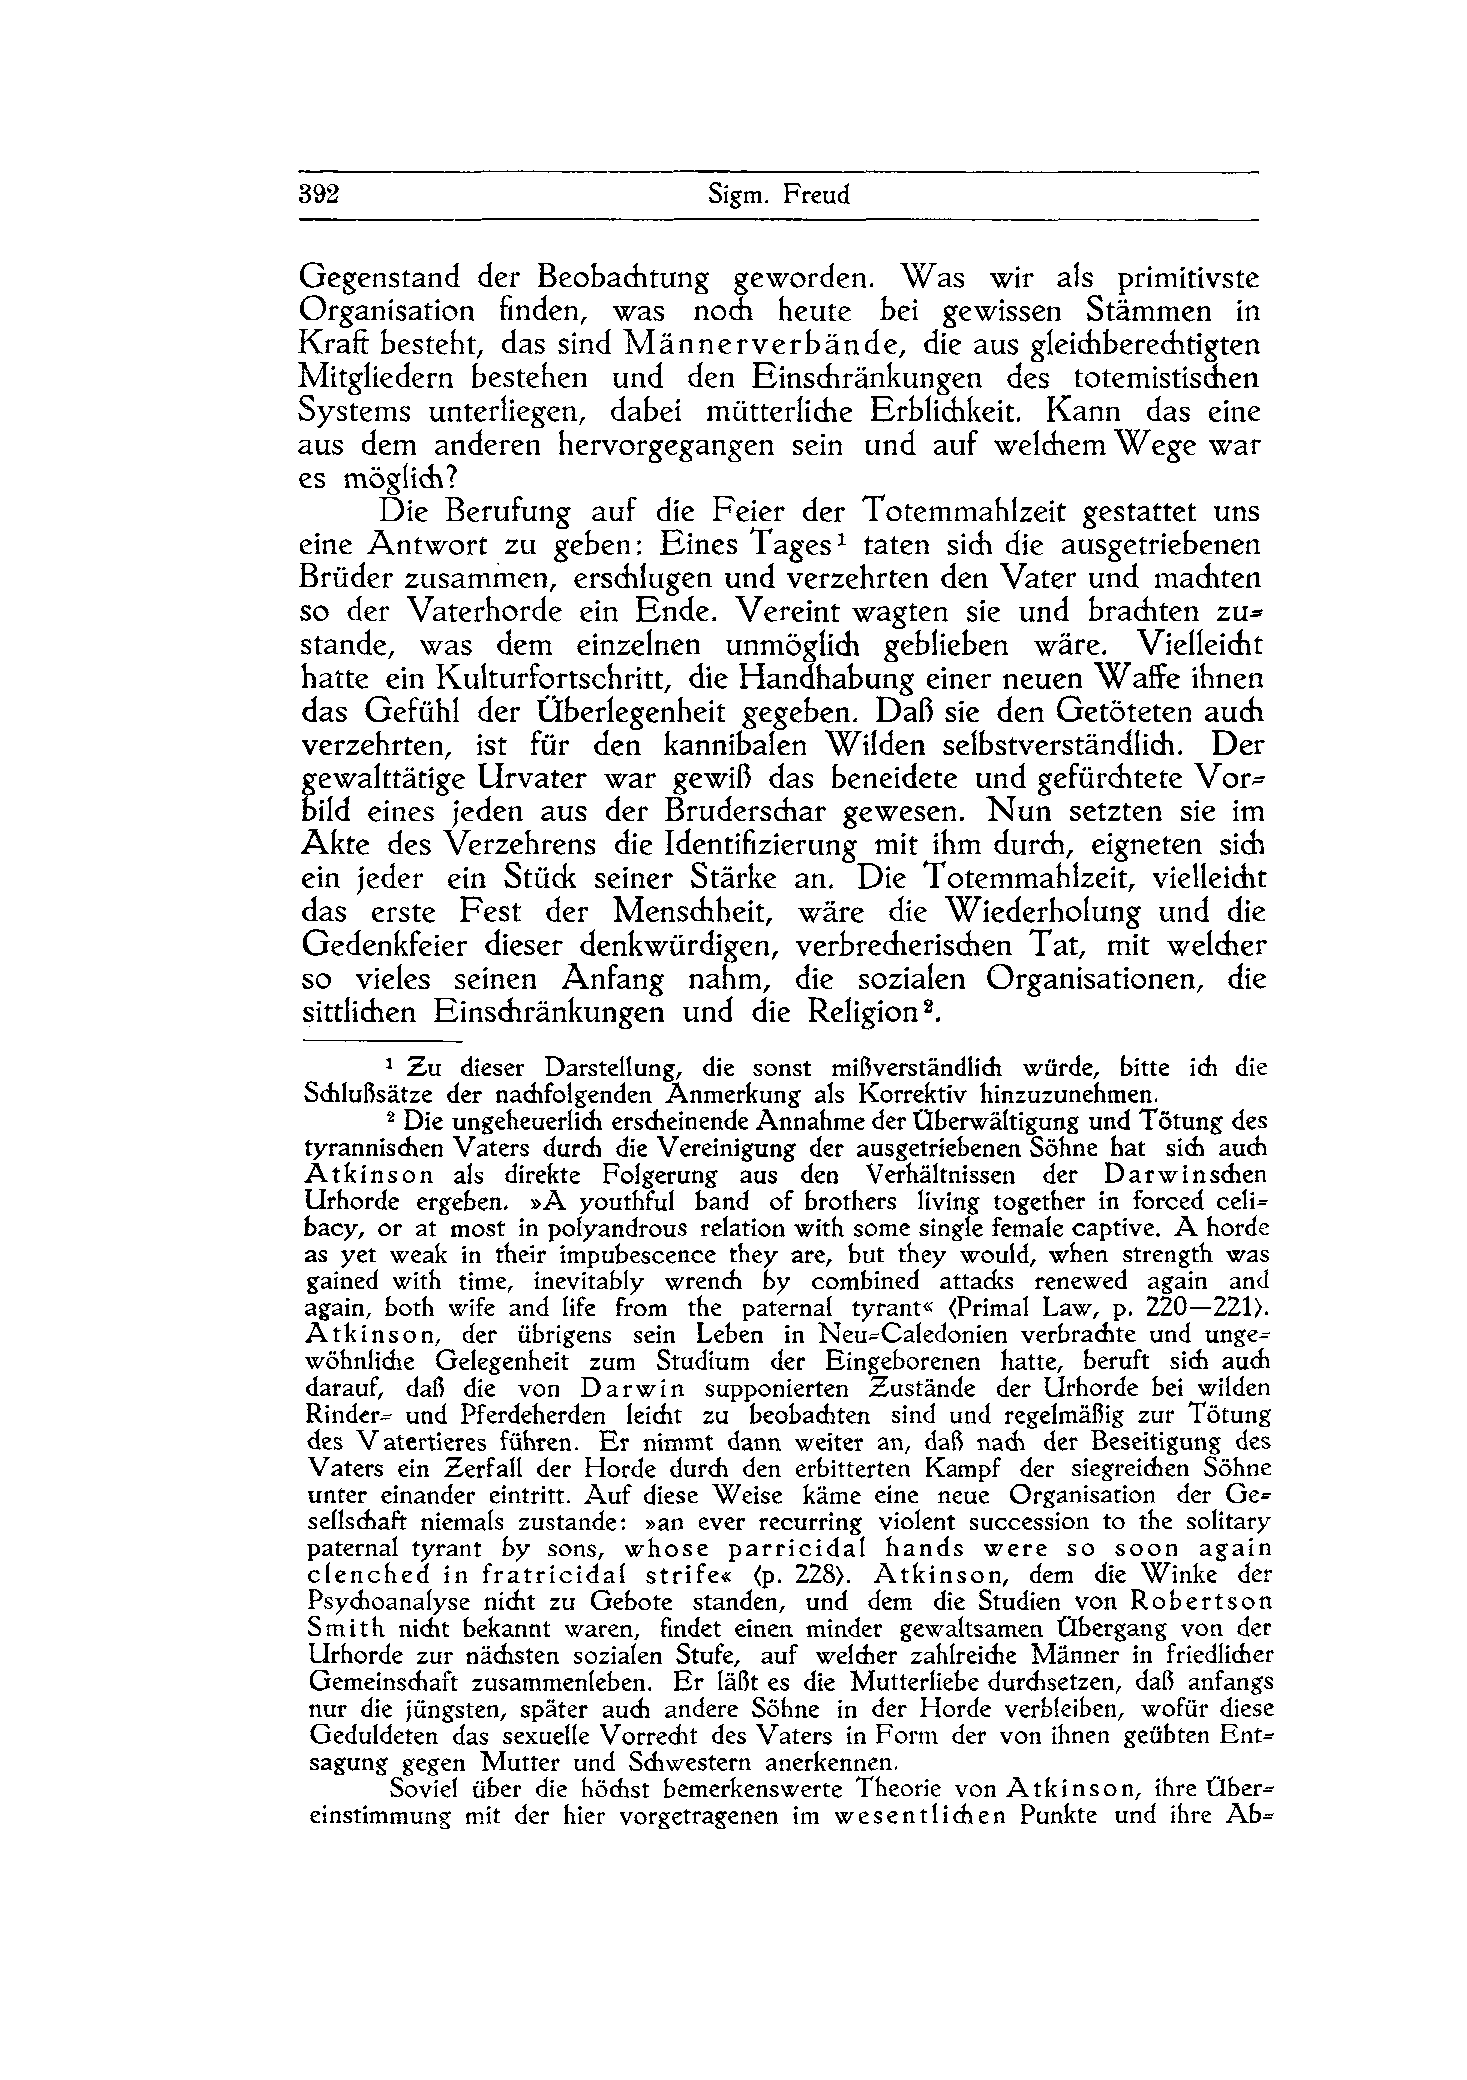 392 Sigm. Freud
Gegenstand der Beobachtung geworden. Was wir als primitivste
Organisation finden, was noch heute bei gewissen Stämmen in
Kraft besteht, das sind Männerverbände, die aus gleichberechtigten
Mitgliedern bestehen und den Einschränkungen des totemistischen
Systems unterliegen, dabei mütterliche Erblichkeit. Kann das eine
aus dem anderen hervorgegangen sein und auf welchem Wege war
es möglich?
Die Berufung auf die Feier der Totemmahlzeit gestattet uns
eine Antwort zu geben: Eines Tages¹ taten sich die ausgetriebenen
Brüder zusammen, erschlugen und verzehrten den Vater und machten
so der Vaterhorde ein Ende. Vereint wagten sie und brachten zu=
stande, was dem einzelnen unmöglich geblieben wäre. Vielleicht
hatte ein Kulturfortschritt, die Handhabung einer neuen Waffe ihnen
das Gefühl der Überlegenheit gegeben. Daß sie den Getöteten auch
verzehrten, ist für den kannibalen Wilden selbstverständlich. Der
gewalttätige Urvater war gewiß das beneidete und gefürchtete Vor=
bild eines jeden aus der Bruderschar gewesen. Nun setzten sie im
Akte des Verzehrens die Identifizierung mit ihm durch, eigneten sich
ein jeder ein Stück seiner Stärke an. Die Totemmahlzeit, vielleicht
das erste Fest der Menschheit, wäre die Wiederholung und die
Gedenkfeier dieser denkwürdigen, verbrecherischen Tat, mit welcher
so vieles seinen Anfang nahm, die sozialen Organisationen, die
sittlichen Einschränkungen und die Religion².
¹ Zu dieser Darstellung, die sonst mißverständlich würde, bitte ich die
Schlußsätze der nachfolgenden Anmerkung als Korrektiv hinzuzunehmen.
² Die ungeheuerlich erscheinende Annahme der Überwältigung und Tötung des
tyrannischen Vaters durch die Vereinigung der ausgetriebenen Söhne hat sich auch
Atkinson als direkte Folgerung aus den Verhältnissen der Darwinschen
Urhorde ergeben. »A youthful band of brothers living together in forced celi=
bacy, or at most in polyandrous relation with some single female captive. A horde
as yet weak in their impubescence they are, but they would, when strength was
gained with time, inevitably wrench by combined attacks renewed again and
again, both wife and life from the paternal tyrant« (Primal Law, p. 220—221).
Atkinson, der übrigens sein Leben in Neu=Caledonien verbrachte und unge=
wöhnliche Gelegenheit zum Studium der Eingeborenen hatte, beruft sich auch
darauf, daß die von Darwin supponierten Zustände der Urhorde bei wilden
Rinder= und Pferdeherden leicht zu beobachten sind und regelmäßig zur Tötung
des Vatertieres führen. Er nimmt dann weiter an, daß nach der Beseitigung des
Vaters ein Zerfall der Horde durch den erbitterten Kampf der siegreichen Söhne
unter einander eintritt. Auf diese Weise käme eine neue Organisation der Ge=
sellschaft niemals zustande: »an ever recurring violent succession to the solitary
paternal tyrant by sons, whose parricidal hands were so soon again
clenched in fratricidal strife« (p. 228). Atkinson, dem die Winke der
Psychoanalyse nicht zu Gebote standen, und dem die Studien von Robertson
Smith nicht bekannt waren, findet einen minder gewaltsamen Übergang von der
Urhorde zur nächsten sozialen Stufe, auf welcher zahlreiche Männer in friedlicher
Gemeinschaft zusammenleben. Er läßt es die Mutterliebe durchsetzen, daß anfangs
nur die jüngsten, später auch andere Söhne in der Horde verbleiben, wofür diese
Geduldeten das sexuelle Vorrecht des Vaters in Form der von ihnen geübten Ent=
sagung gegen Mutter und Schwestern anerkennen.
Soviel über die höchst bemerkenswerte Theorie von Atkinson, ihre Über=
einstimmung mit der hier vorgetragenen im wesentlichen Punkte und ihre Ab=